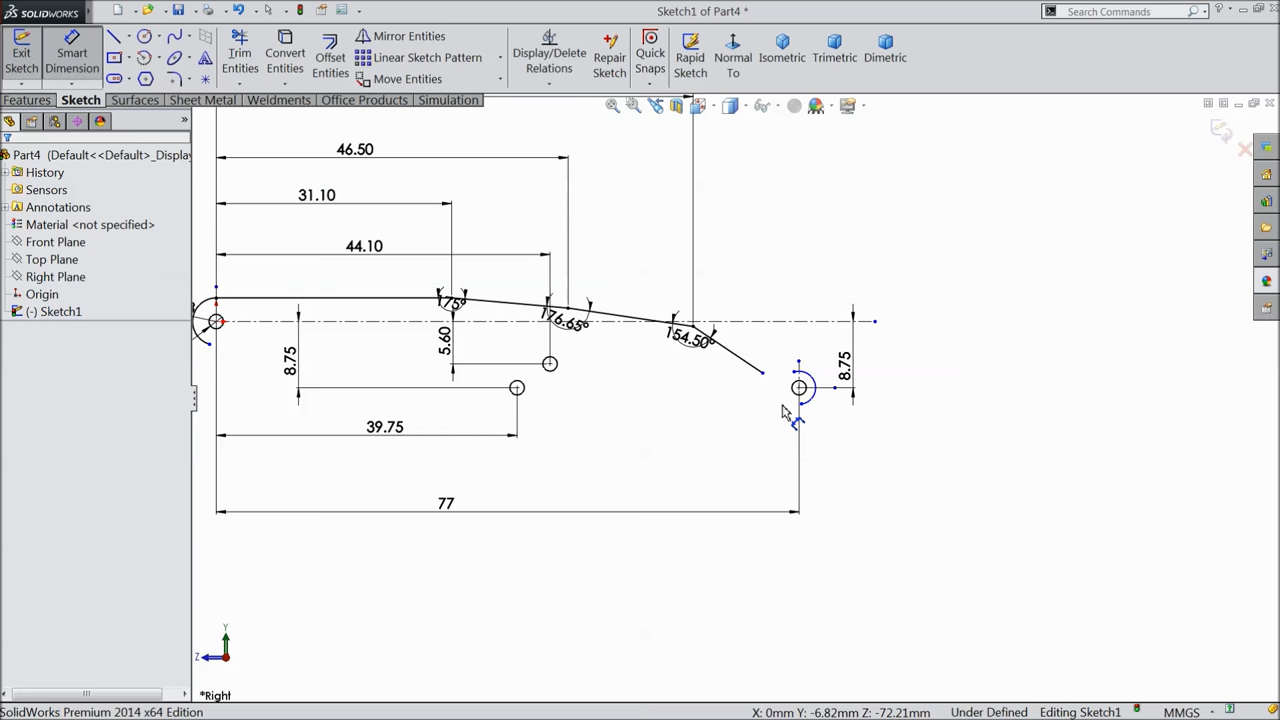 SOLIDWORKS
Sketch1 of Part4 *
Search Commands
Exit Sketch
Smart Dimension
Trim Entities
Convert Entities
Offset Entities
Mirror Entities
Linear Sketch Pattern
Move Entities
Display/Delete Relations
Repair Sketch
Quick Snaps
Rapid Sketch
Normal To
Isometric
Trimetric
Dimetric
Features
Sketch
Surfaces
Sheet Metal
Weldments
Office Products
Simulation
Part4 (Default<<Default>_Display
History
Sensors
Annotations
Material <not specified>
Front Plane
Top Plane
Right Plane
Origin
(-) Sketch1
46.50
31.10
44.10
175°
176.65°
154.50°
5.60
8.75
8.75
39.75
77
Y
Z
*Right
SolidWorks Premium 2014 x64 Edition
X: 0mm Y: -6.82mm Z: -72.21mm
Under Defined
Editing Sketch1
MMGS